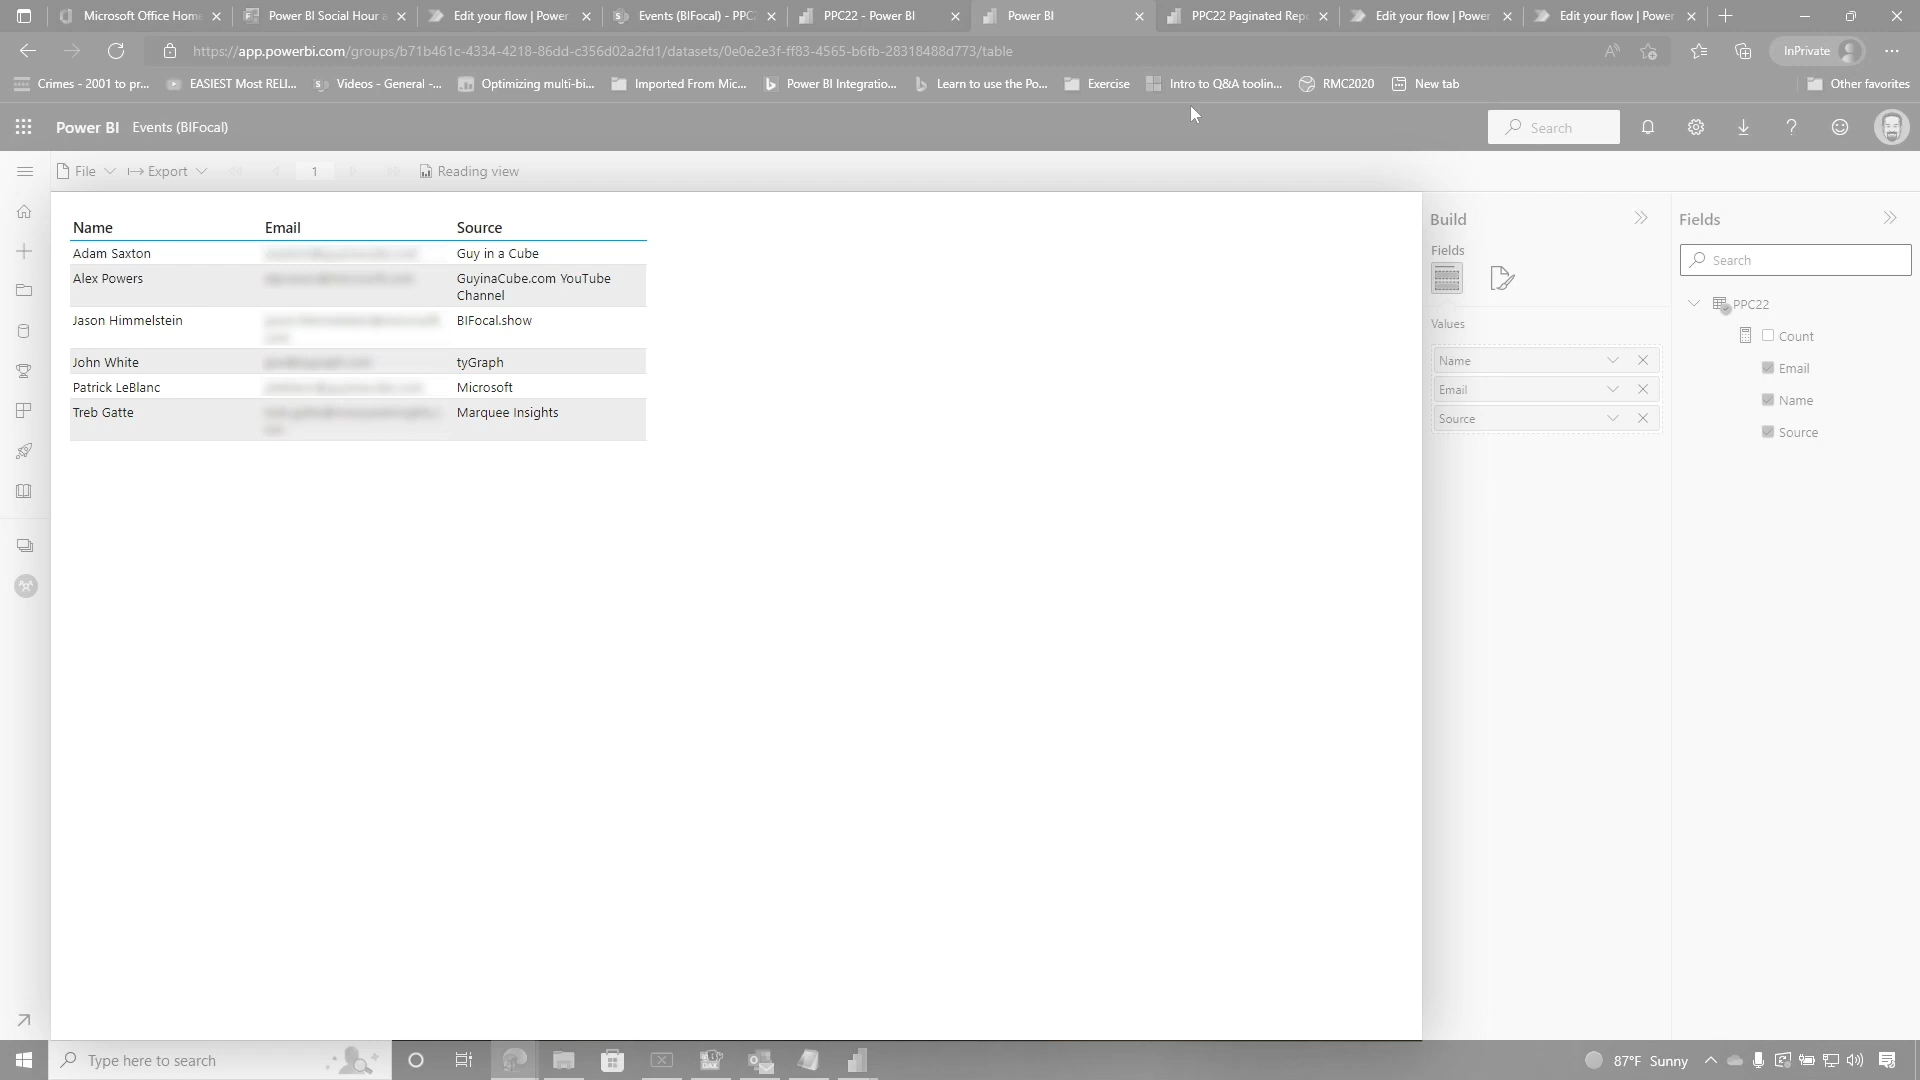 Microsoft Office Home
Power BI Social Hour a
Edit your flow | Power
Events (BIFocal) - PPC
PPC22 - Power BI
Power BI
PPC22 Paginated Repo
Edit your flow | Power
Edit your flow | Power
https://app.powerbi.com/groups/b71b461c-4334-4218-86dd-c356d02a2fd1/datasets/0e0e2e3f-ff83-4565-b6fb-28318488d773/table
InPrivate
Crimes - 2001 to pr...
EASIEST Most RELI...
Videos - General -...
Optimizing multi-bi...
Imported From Mic...
Power BI Integratio...
Learn to use the Po...
Exercise
Intro to Q&A toolin...
RMC2020
New tab
Other favorites
Power BI Events (BIFocal)
Search
File Export 1 Reading view
Name Email Source
Adam Saxton Guy in a Cube
Alex Powers GuyinaCube.com YouTube
Channel
Jason Himmelstein BIFocal.show
John White tyGraph
Patrick LeBlanc Microsoft
Treb Gatte Marquee Insights
Build
Fields
Values
Name
Email
Source
Fields
Search
PPC22
Count
Email
Name
Source
Type here to search
87°F Sunny